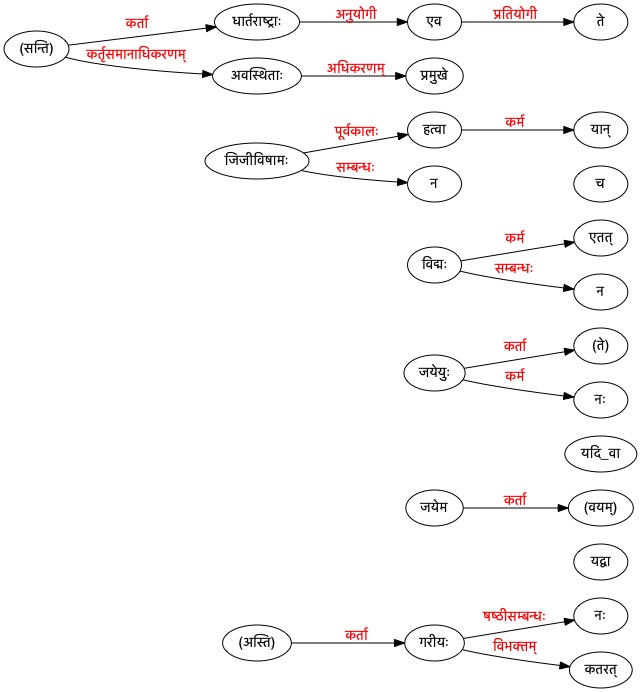 कर्ता धार्तराष्ट्राः अनुयोगी एव प्रतियोगी ते
(सन्ति)
कर्तृसमानाधिकरणम् अवस्थिताः अधिकरणम् प्रमुखे
पूर्वकालः हत्वा कर्म यान्
जिजीविषामः
सम्बन्धः न च
कर्म एतत्
विद्मः
सम्बन्धः न
कर्ता (ते)
जयेयुः
कर्म नः
यदि_वा
जयेम कर्ता (वयम्)
यद्वा
षष्ठीसम्बन्धः नः
(अस्ति) कर्ता गरीयः
विभक्तम् कतरत्